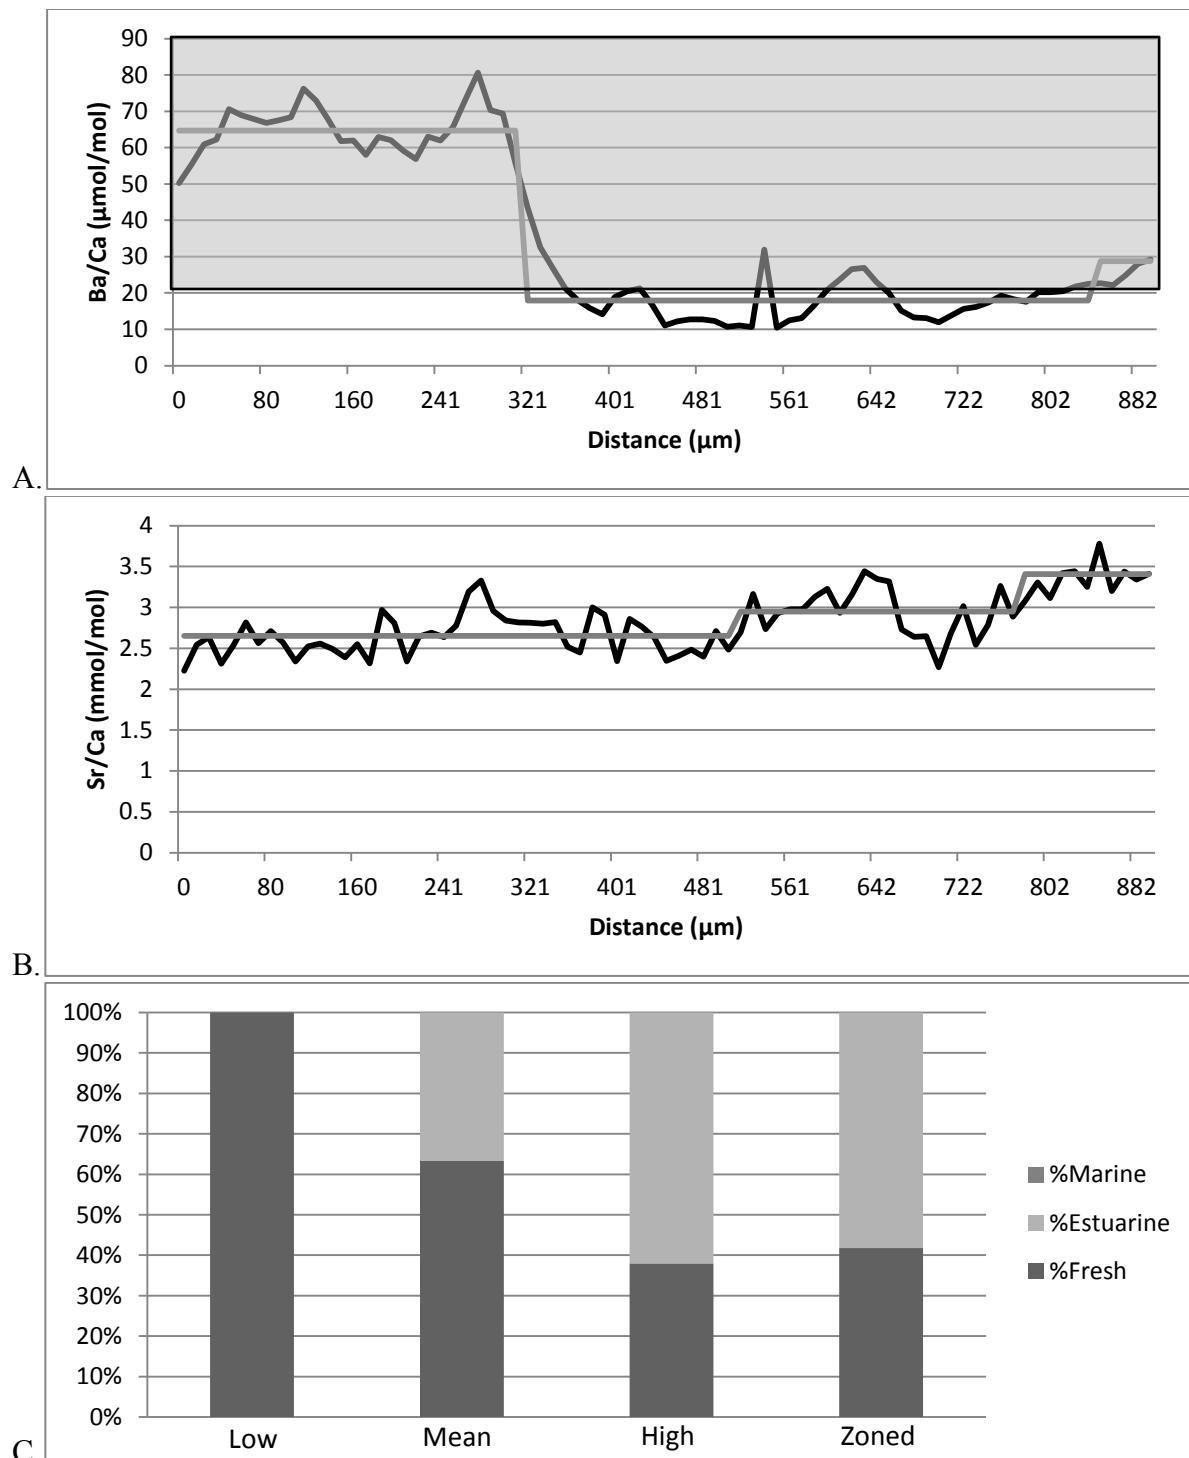 90
80
70
60
50
40
30
20
10
0
Ba/Ca (µmol/mol)
0 80 160 241 321 401 481 561 642 722 802 882
Distance (µm)
A.
4
3.5
3
2.5
2
1.5
1
0.5
0
Sr/Ca (mmol/mol)
0 80 160 241 321 401 481 561 642 722 802 882
Distance (µm)
B.
100%
90%
80%
70%
60%
50%
40%
30%
20%
10%
0%
%Marine
%Estuarine
%Fresh
Low Mean High Zoned
C